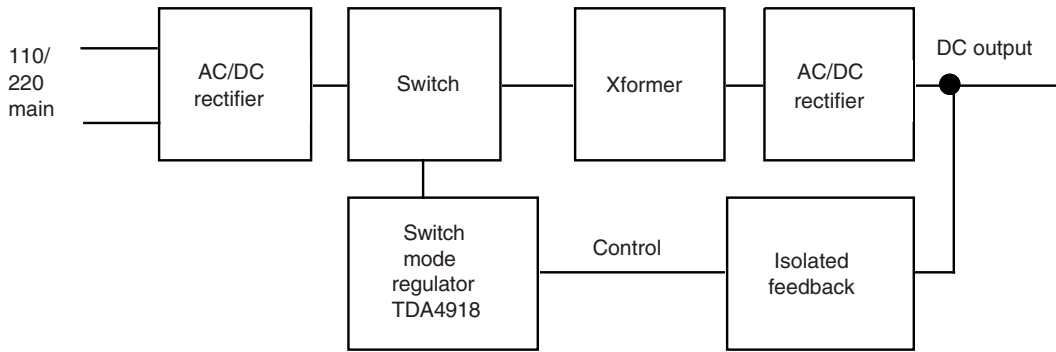 110/
220
main
AC/DC
rectifier
Switch
Xformer
AC/DC
rectifier
DC output
Switch
mode
regulator
TDA4918
Control
Isolated
feedback